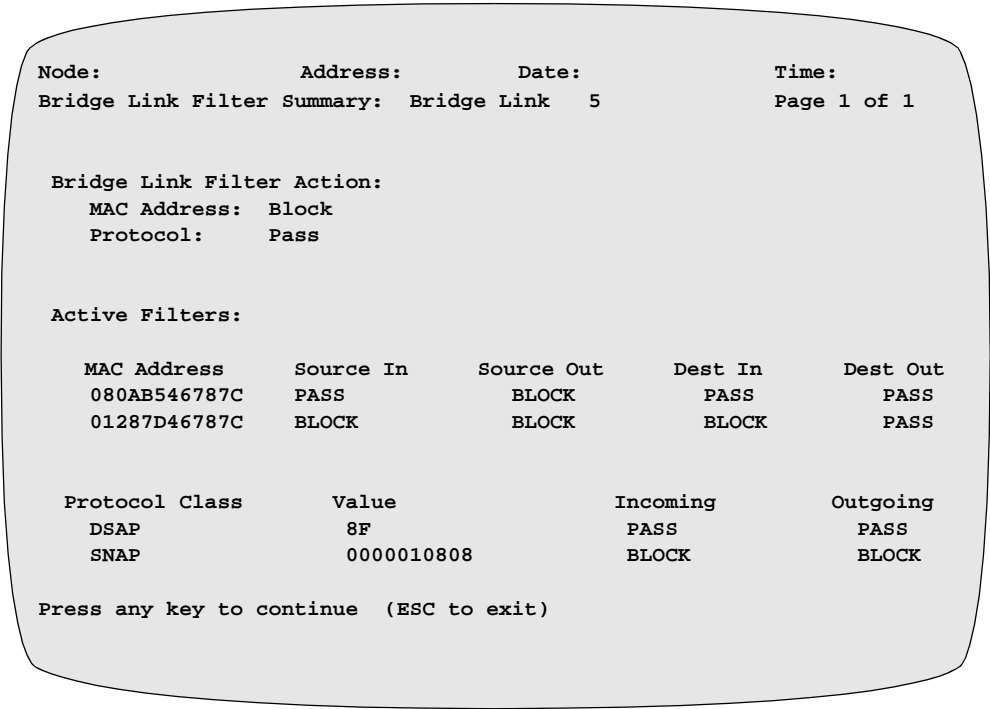 Node: Address: Date: Time:
Bridge Link Filter Summary: Bridge Link 5 Page 1 of 1
Bridge Link Filter Action:
MAC Address: Block
Protocol: Pass
Active Filters:
MAC Address Source In Source Out Dest In Dest Out
080AB546787C PASS BLOCK PASS PASS
01287D46787C BLOCK BLOCK BLOCK PASS
Protocol Class Value Incoming Outgoing
DSAP 8F PASS PASS
SNAP 0000010808 BLOCK BLOCK
Press any key to continue (ESC to exit)